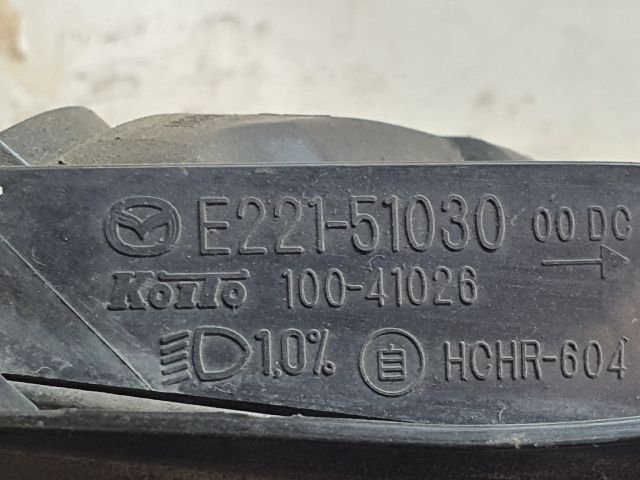 E221-51030 00 DC
KOITO 100-41026
1.0% 自 HCHR-604